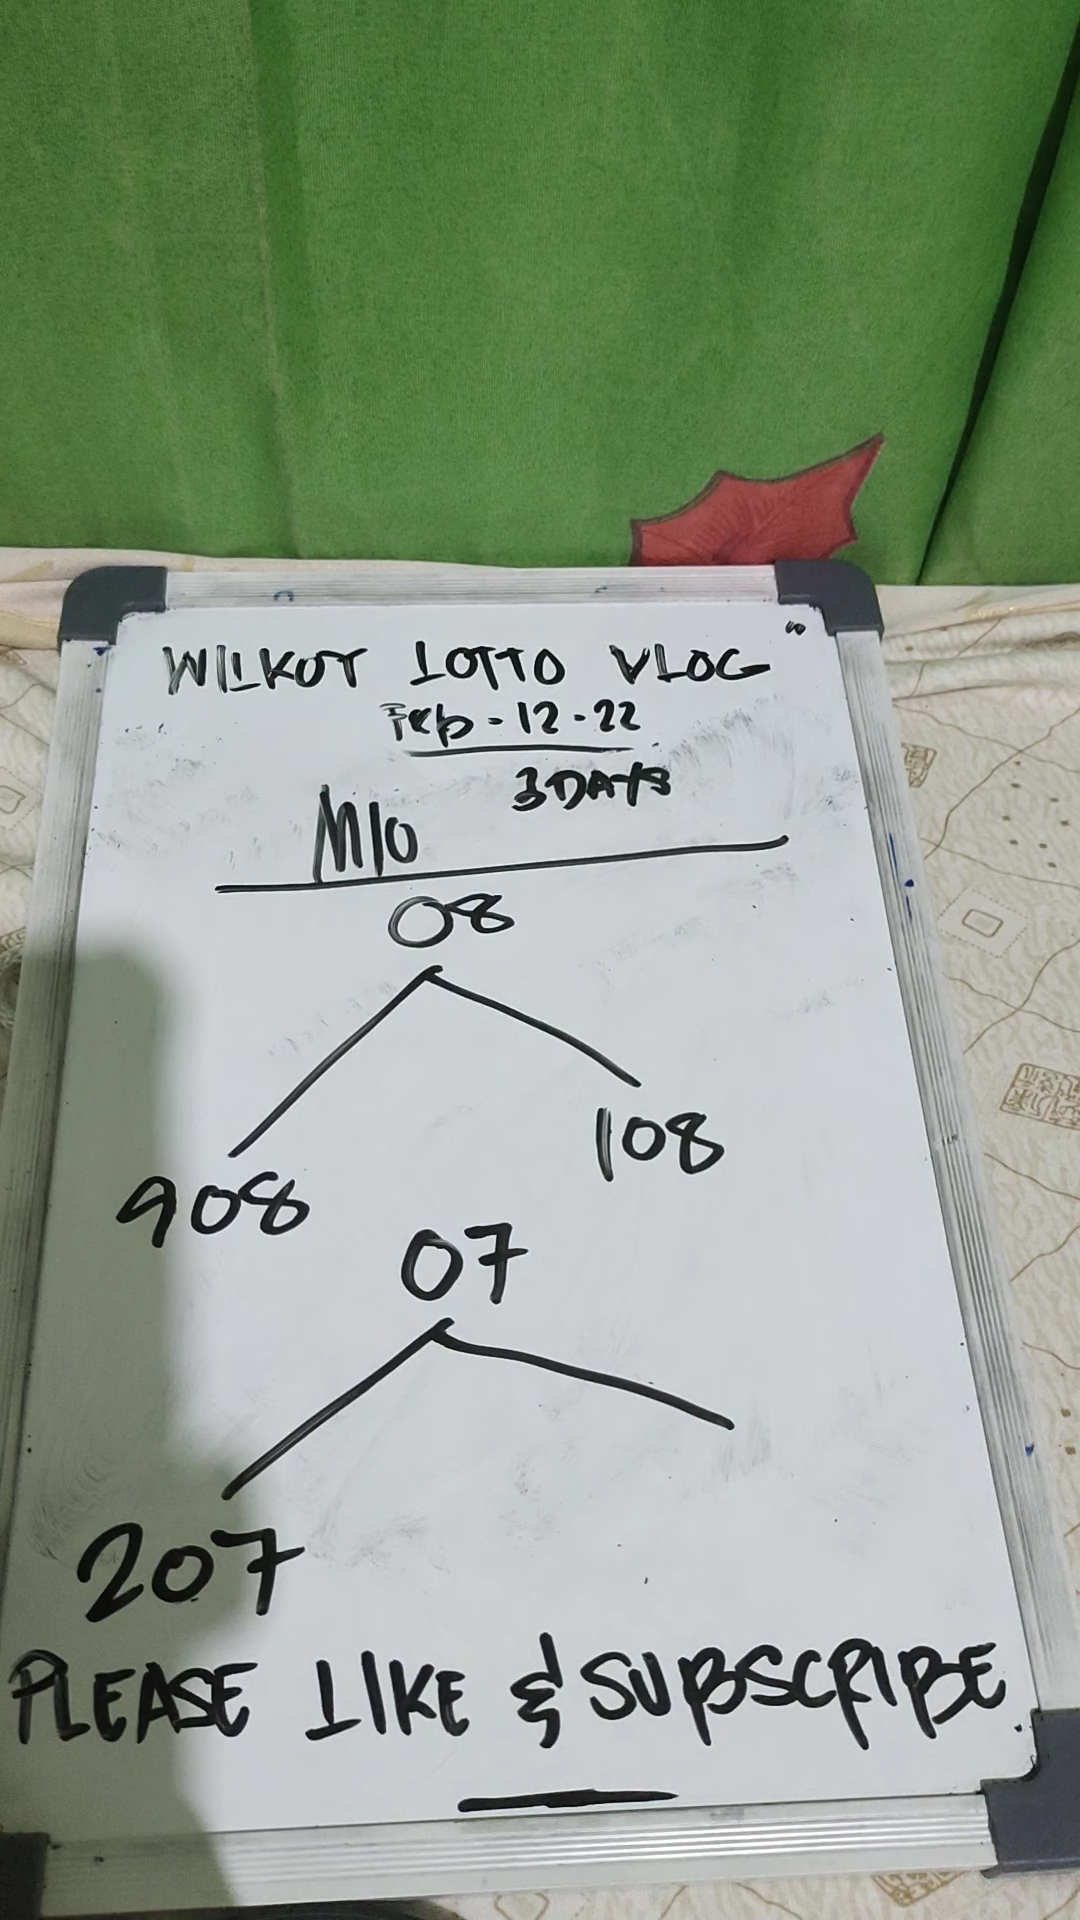 WILKOT LOTTO VLOG
Feb-12-22
3DAYS
M10
08
908
108
07
207
PLEASE LIKE & SUBSCRIBE